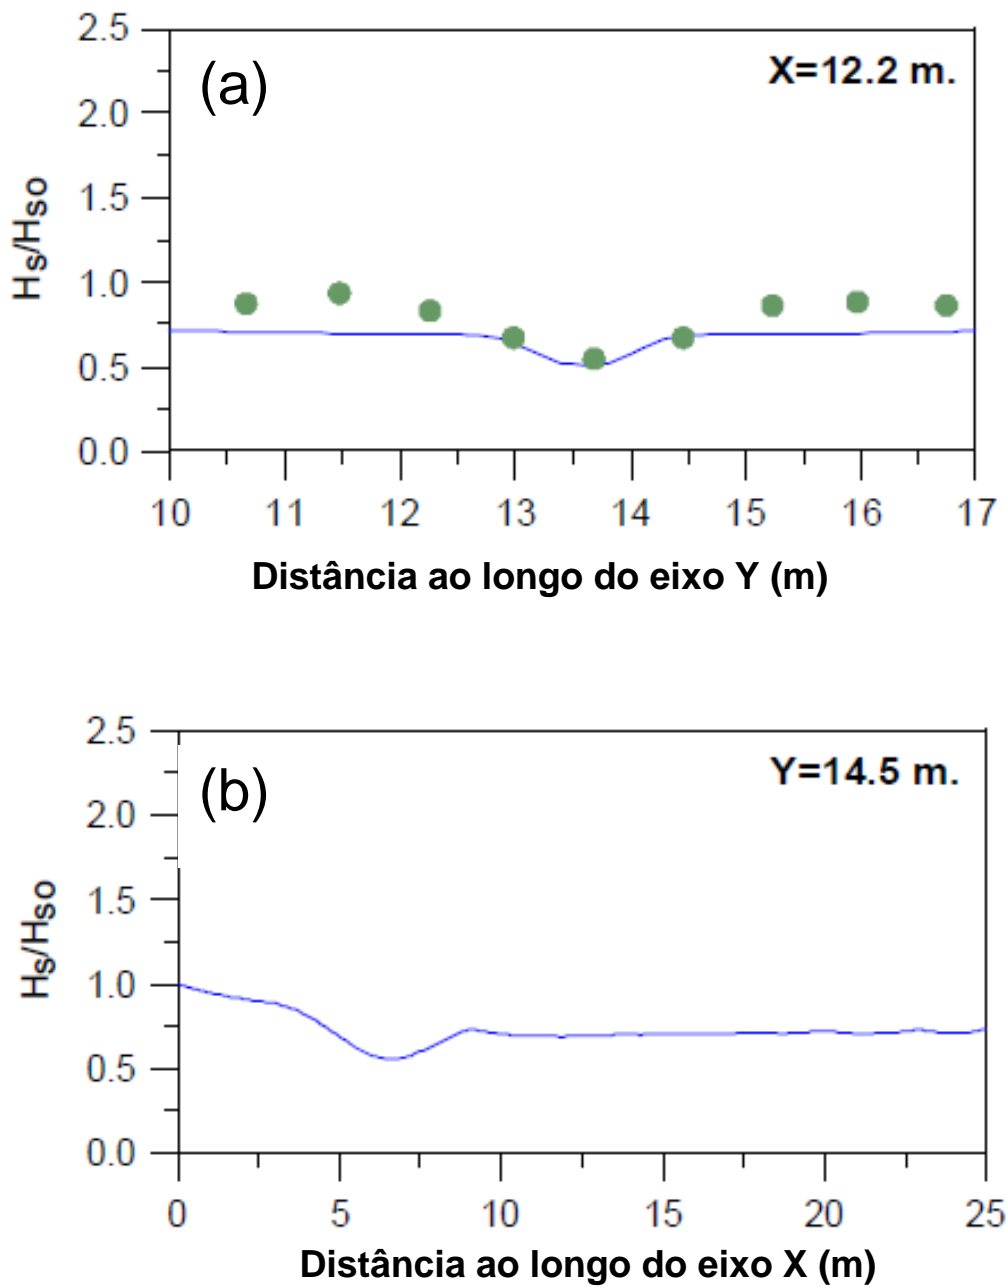 (a)
X=12.2 m.
HS/HSO
2.5
2.0
1.5
1.0
0.5
0.0
10 11 12 13 14 15 16 17
Distância ao longo do eixo Y (m)
(b)
Y=14.5 m.
HS/HSO
2.5
2.0
1.5
1.0
0.5
0.0
0 5 10 15 20 25
Distância ao longo do eixo X (m)